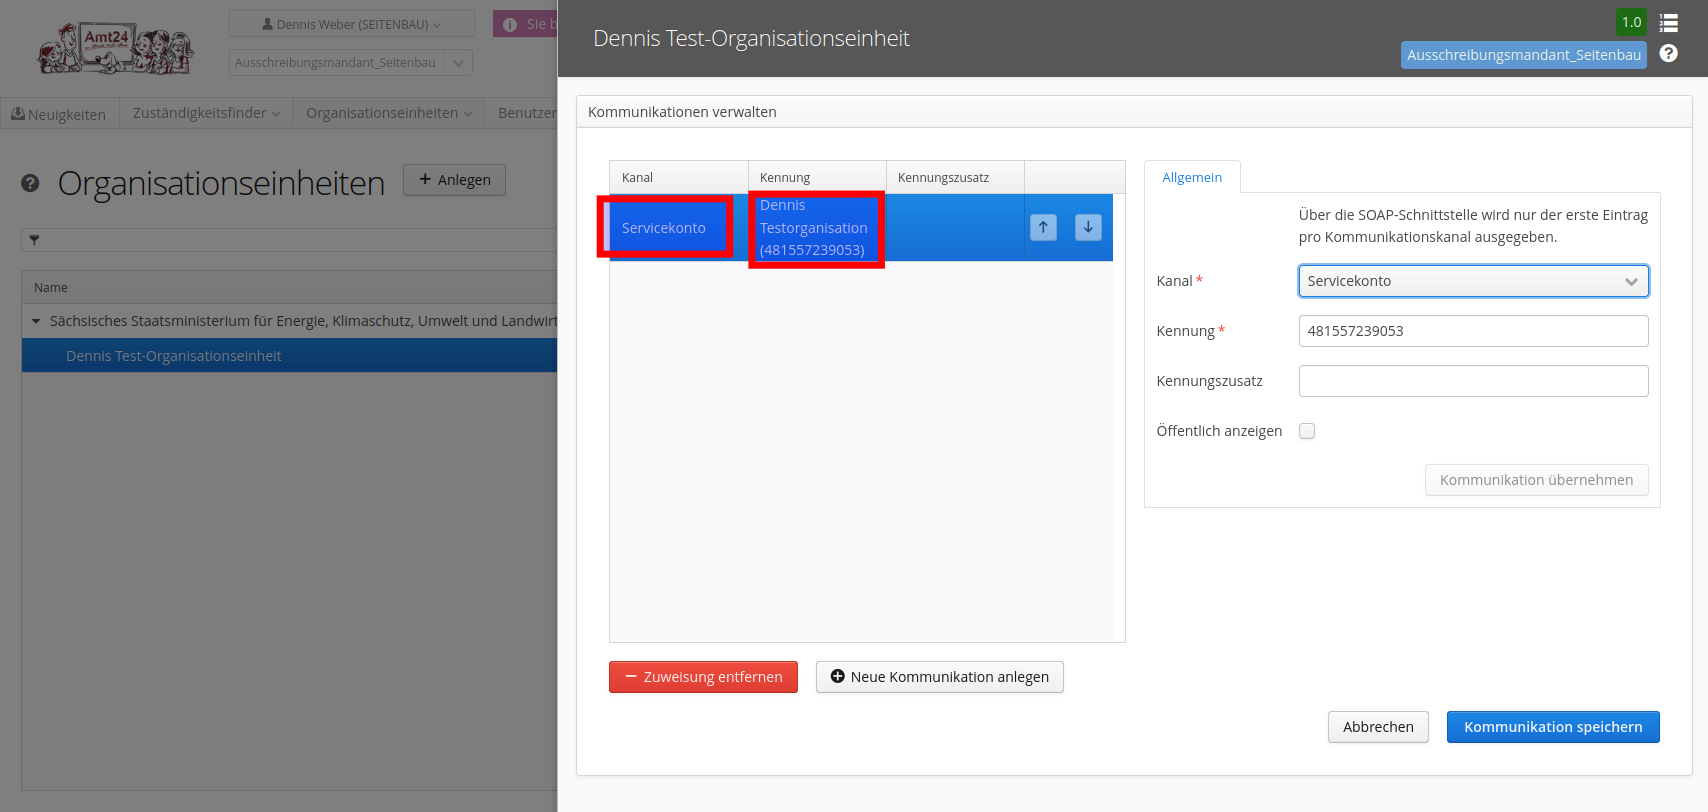 Amt24
Dennis Weber (SEITENBAU)
Sie b
Ausschreibungsmandant_Seitenbau
Neuigkeiten
Zuständigkeitsfinder
Organisationseinheiten
Benutzer
Organisationseinheiten
+ Anlegen
Name
Sächsisches Staatsministerium für Energie, Klimaschutz, Umwelt und Landwirt
Dennis Test-Organisationseinheit
Dennis Test-Organisationseinheit
1.0
Ausschreibungsmandant_Seitenbau
Kommunikationen verwalten
Kanal
Kennung
Kennungszusatz
Servicekonto
Dennis
Testorganisation
(481557239053)
Zuweisung entfernen
Neue Kommunikation anlegen
Allgemein
Über die SOAP-Schnittstelle wird nur der erste Eintrag
pro Kommunikationskanal ausgegeben.
Kanal *
Servicekonto
Kennung *
481557239053
Kennungszusatz
Öffentlich anzeigen
Kommunikation übernehmen
Abbrechen
Kommunikation speichern